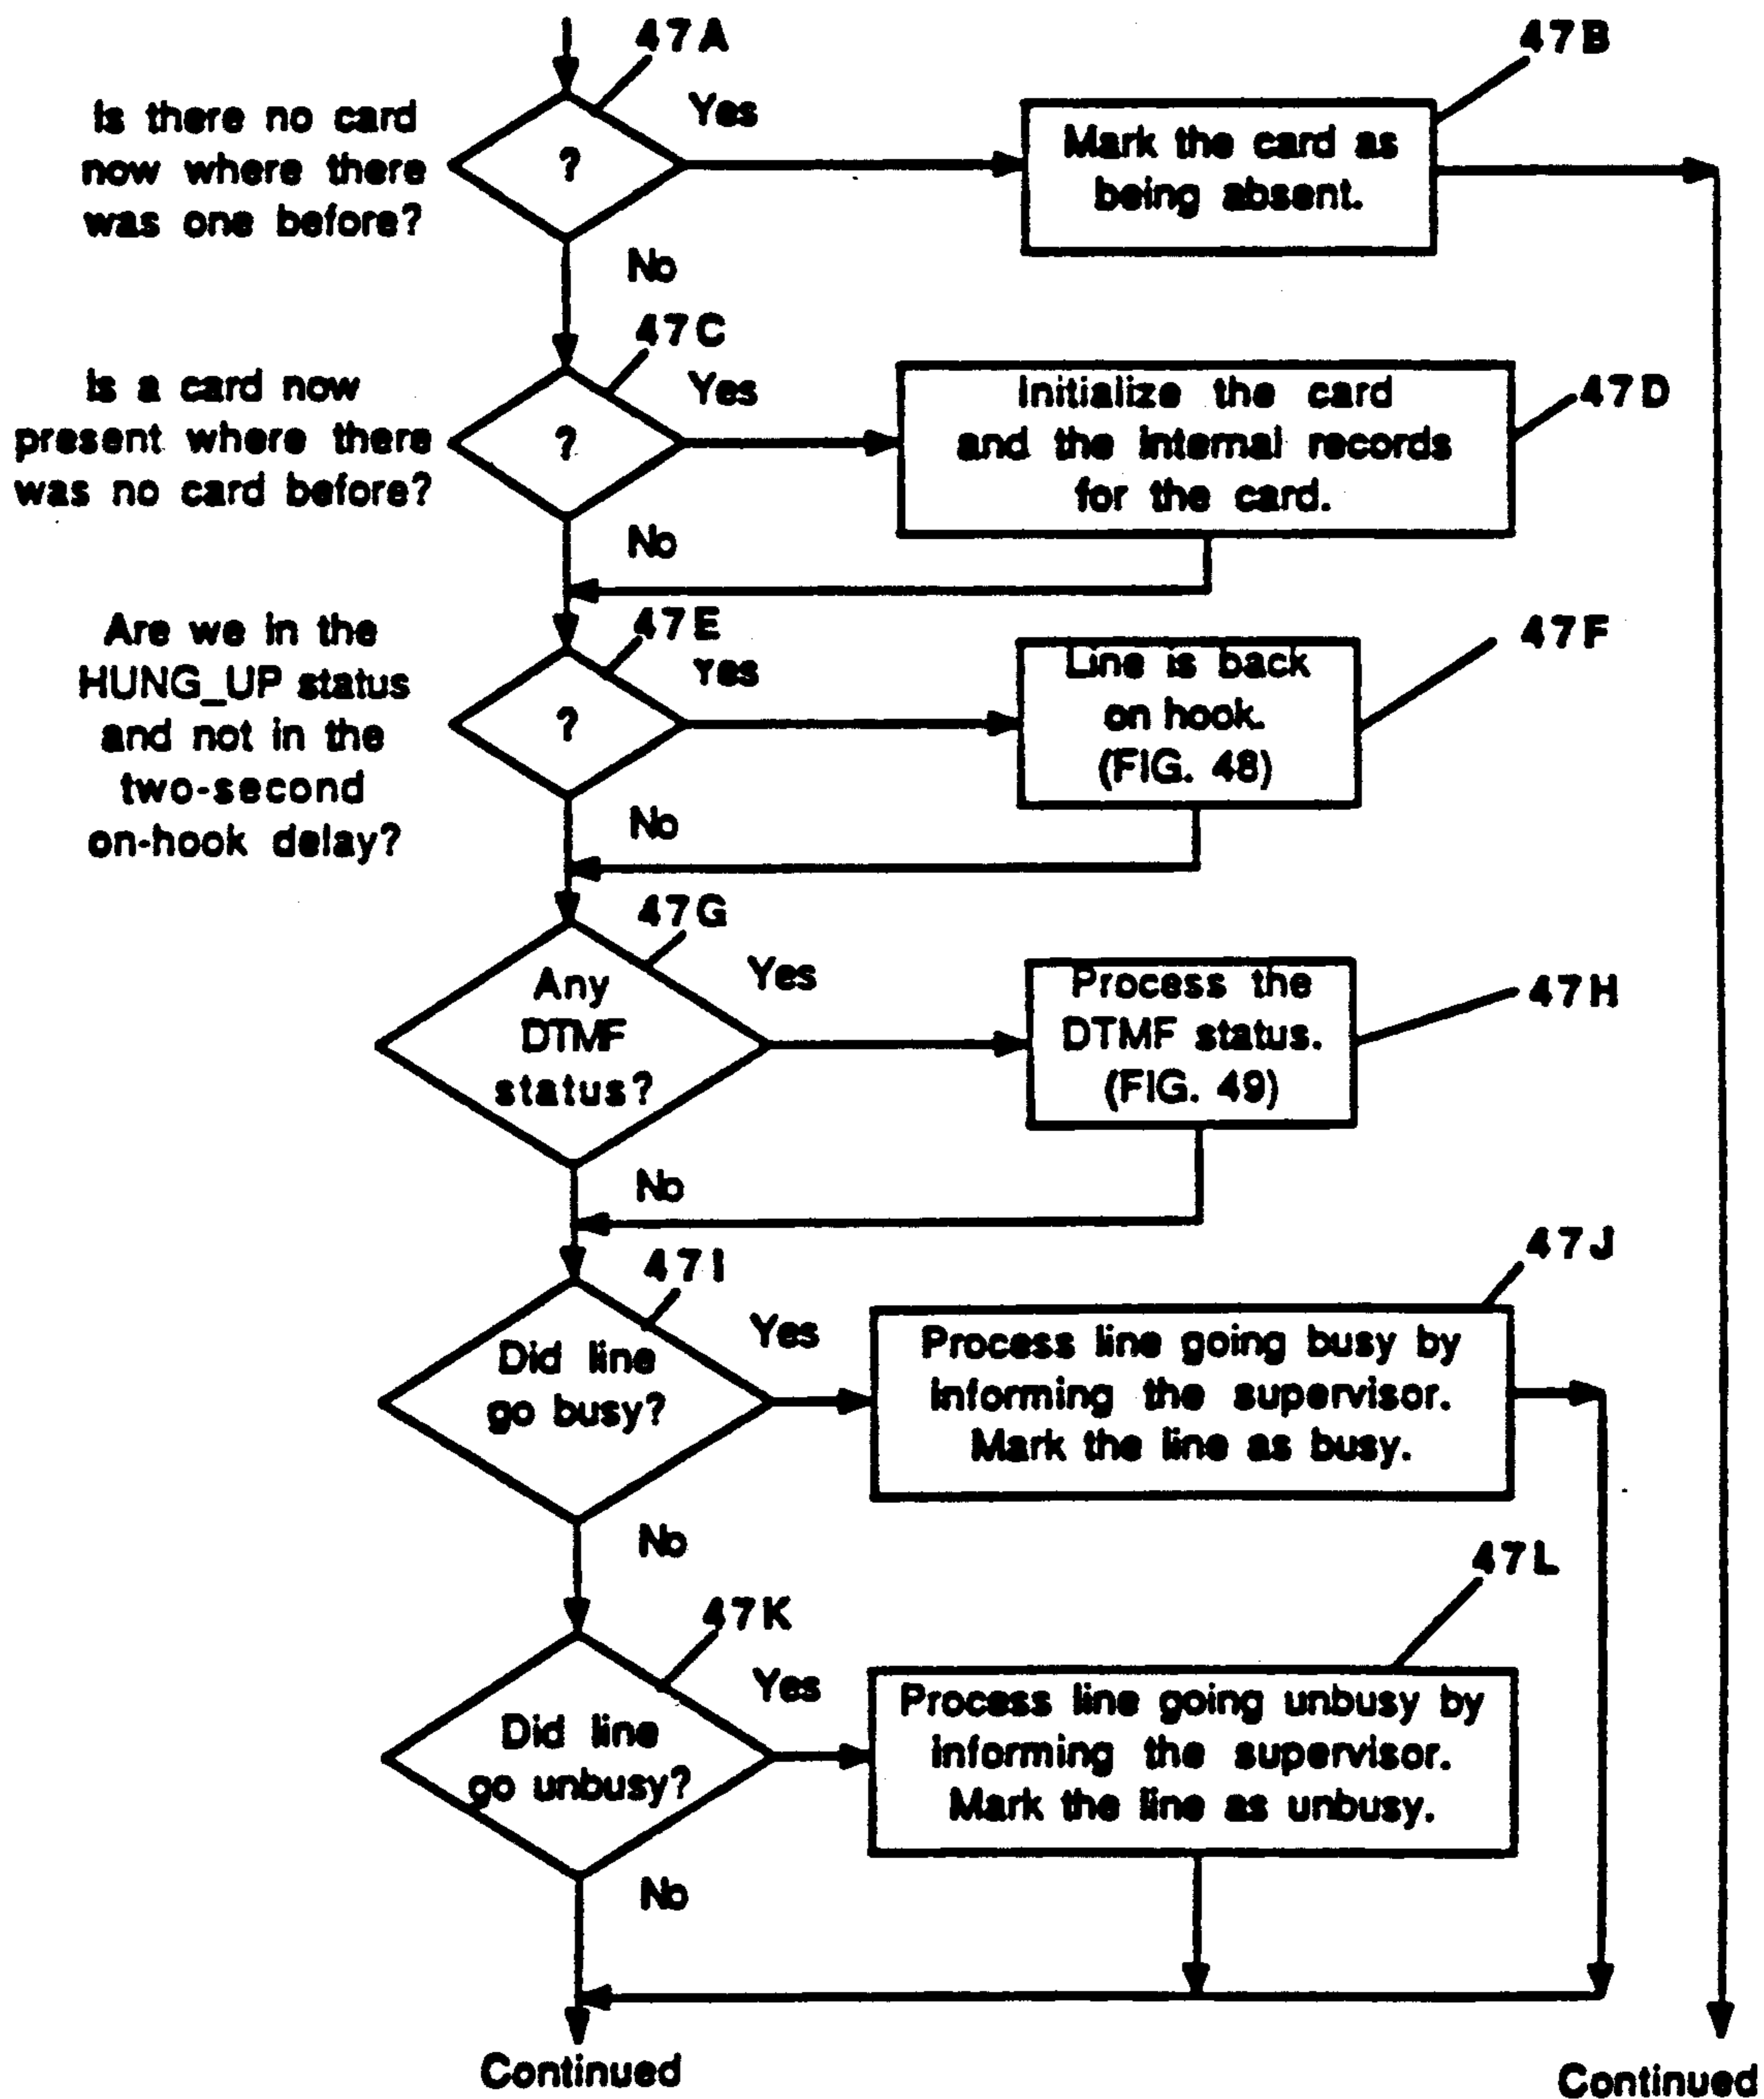 47A
47B
Is there no card
now where there
was one before?
?
Yes
Mark the card as
being absent.
No
47C
Is a card now
present where there
was no card before?
?
Yes
Initialize the card
and the internal records
for the card.
47D
No
Are we in the
HUNG_UP status
and not in the
two-second
on-hook delay?
47E
?
Yes
Line is back
on hook.
(FIG. 48)
47F
No
47G
Any
DTMF
status?
Yes
Process the
DTMF status.
(FIG. 49)
47H
No
47I
Did line
go busy?
Yes
47J
Process line going busy by
informing the supervisor.
Mark the line as busy.
No
47K
Did line
go unbusy?
Yes
47L
Process line going unbusy by
informing the supervisor.
Mark the line as unbusy.
No
Continued
Continued